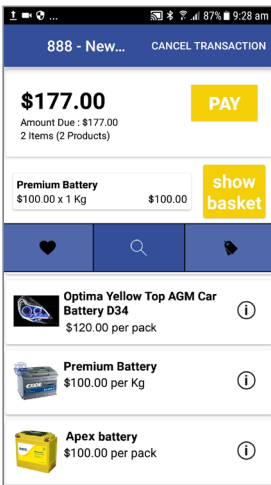 ... 87% 9:28 am
888 - New... CANCEL TRANSACTION
$177.00
PAY
Amount Due : $177.00
2 Items (2 Products)
Premium Battery
$100.00 x 1 Kg $100.00
show
basket
Optima Yellow Top AGM Car
Battery D34
$120.00 per pack
Premium Battery
$100.00 per Kg
EXIDE
Apex battery
$100.00 per pack